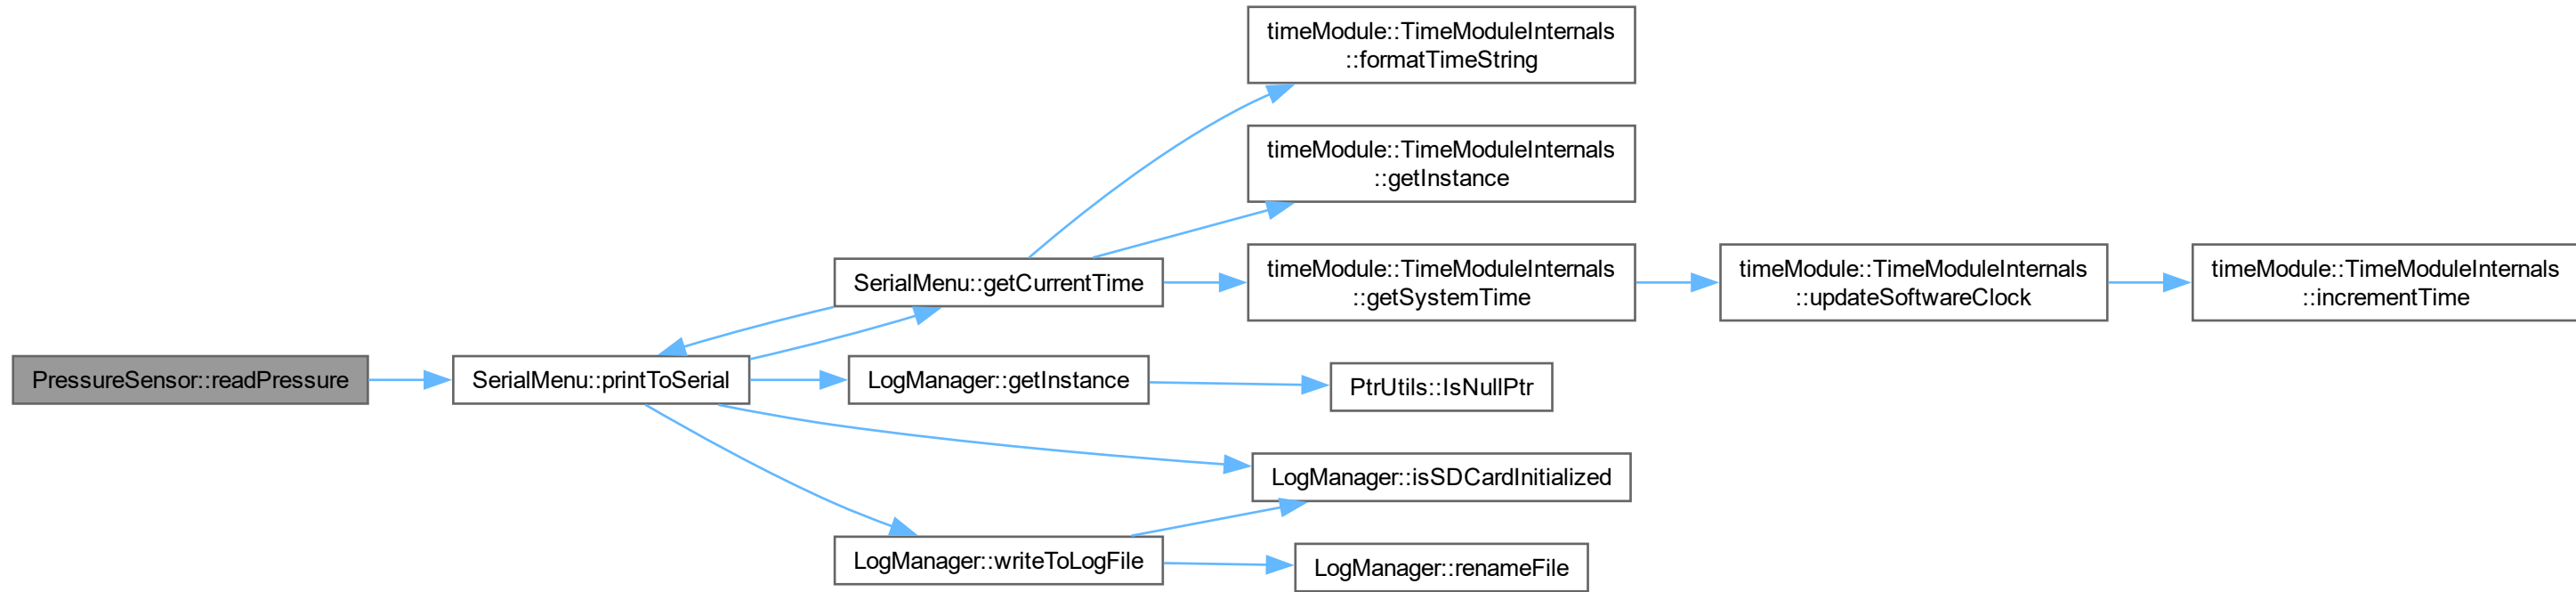 PressureSensor::readPressure
SerialMenu::printToSerial
SerialMenu::getCurrentTime
timeModule::TimeModuleInternals
::formatTimeString
timeModule::TimeModuleInternals
::getInstance
timeModule::TimeModuleInternals
::getSystemTime
timeModule::TimeModuleInternals
::updateSoftwareClock
timeModule::TimeModuleInternals
::incrementTime
LogManager::getInstance
PtrUtils::IsNullPtr
LogManager::isSDCardInitialized
LogManager::writeToLogFile
LogManager::renameFile